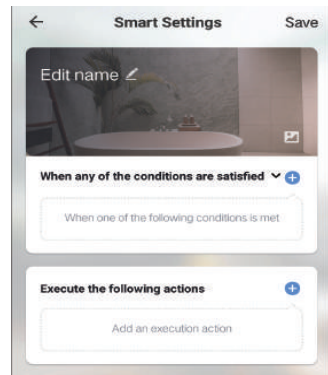 Smart Settings
Save
Edit name
When any of the conditions are satisfied
When one of the following conditions is met
Execute the following actions
Add an execution action